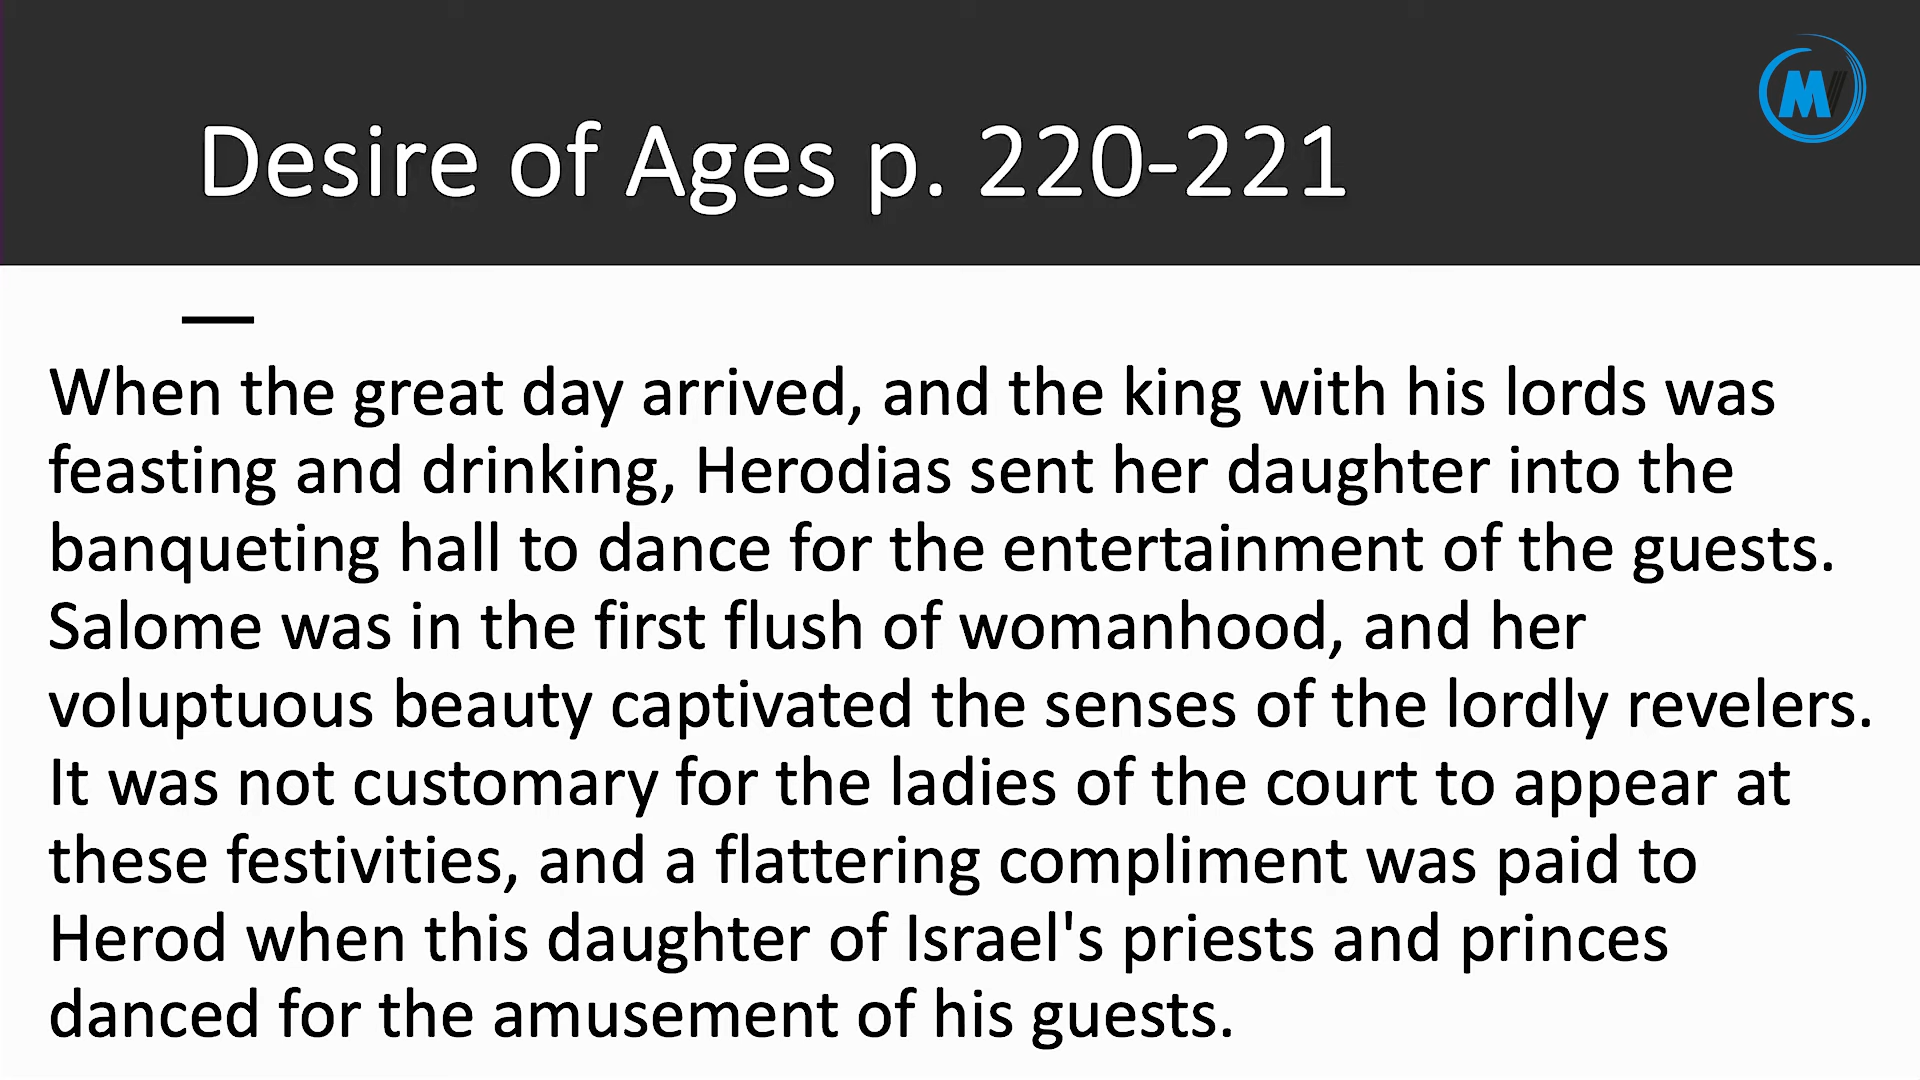 Desire of Ages p. 220-221
MV
When the great day arrived, and the king with his lords was
feasting and drinking, Herodias sent her daughter into the
banqueting hall to dance for the entertainment of the guests.
Salome was in the first flush of womanhood, and her
voluptuous beauty captivated the senses of the lordly revelers.
It was not customary for the ladies of the court to appear at
these festivities, and a flattering compliment was paid to
Herod when this daughter of Israel's priests and princes
danced for the amusement of his guests.